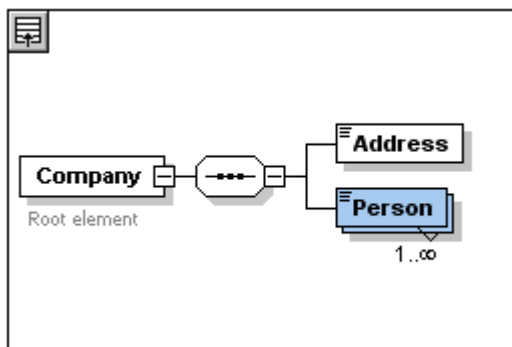 Address
Company
Person
Root element
1..∞